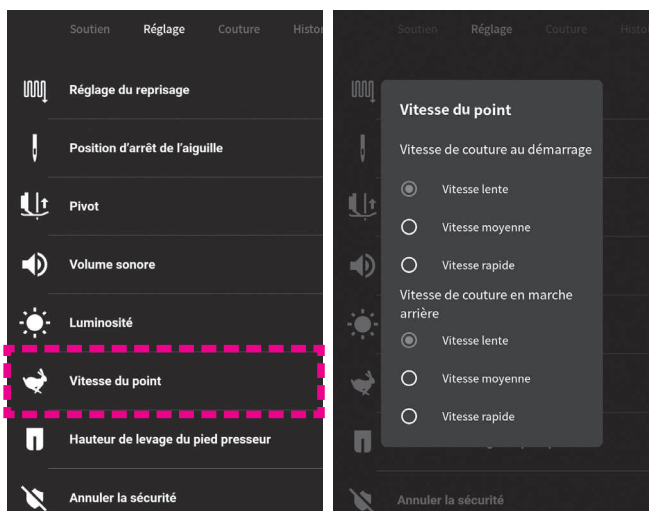 Soutien Réglage Couture Histor
Réglage du reprisage
Position d'arrêt de l'aiguille
Pivot
Volume sonore
Luminosité
Vitesse du point
Hauteur de levage du pied presseur
Annuler la sécurité
Soutien Réglage Couture Histo
Vitesse du point
Vitesse de couture au démarrage
Vitesse lente
Vitesse moyenne
Vitesse rapide
Vitesse de couture en marche
arrière
Vitesse lente
Vitesse moyenne
Vitesse rapide
Annuler la sécurité